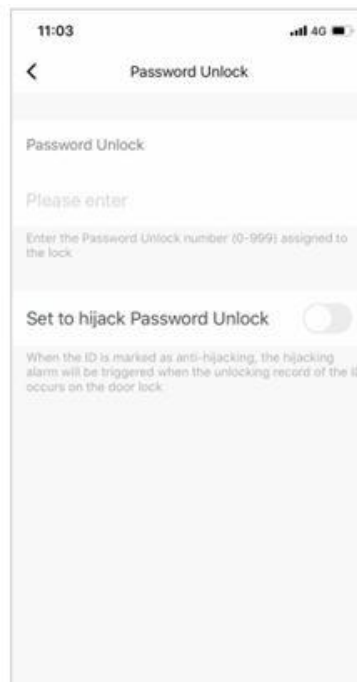 11:03
4G
Password Unlock
Password Unlock
Please enter
Enter the Password Unlock number (0-999) assigned to
the lock
Set to hijack Password Unlock
When the ID is marked as anti-hijacking, the hijacking
alarm will be triggered when the unlocking record of the
occurs on the door lock